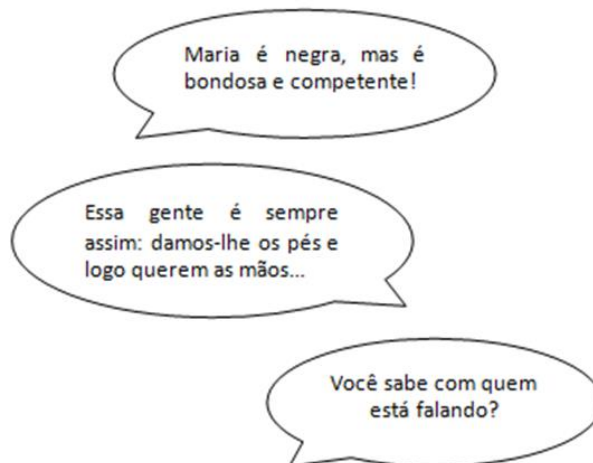 Maria é negra, mas é
bondosa e competente!
Essa gente é sempre
assim: damos-lhe os pés e
logo querem as mãos...
Você sabe com quem
está falando?